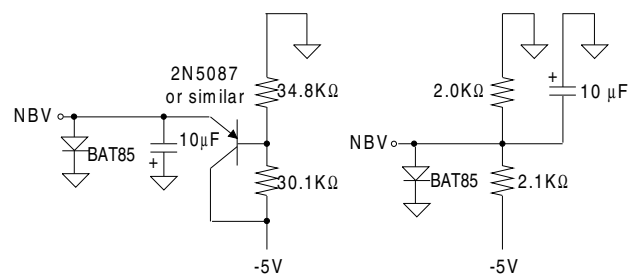 2N5087
or similar
34.8KΩ
NBV
BAT85
10µF
+
30.1KΩ
-5V
+
10 µF
2.0KΩ
NBV
BAT85
2.1KΩ
-5V